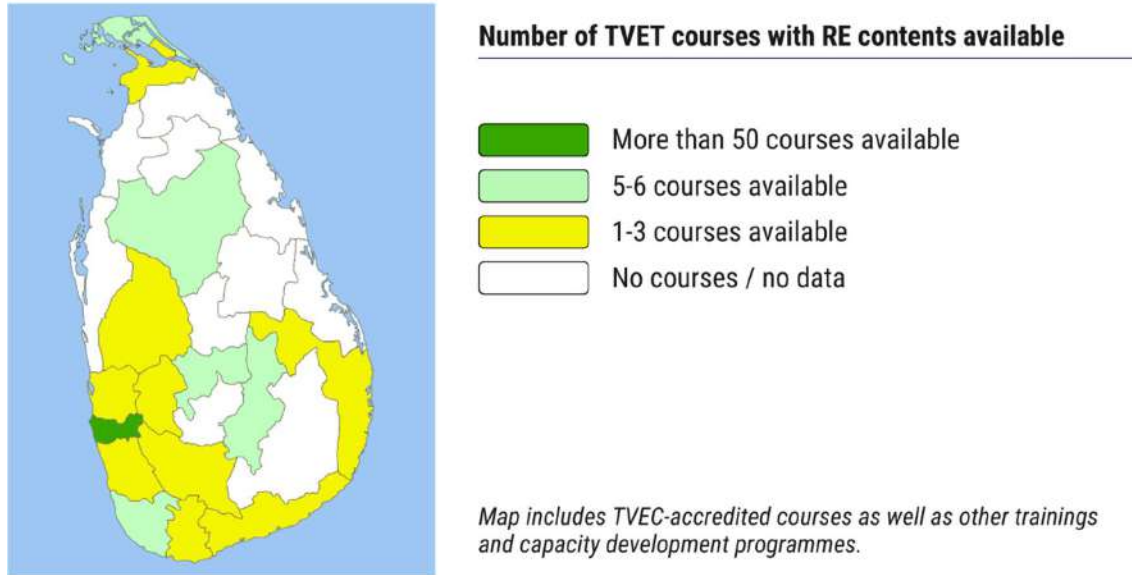 Number of TVET courses with RE contents available
More than 50 courses available
5-6 courses available
1-3 courses available
No courses / no data
Map includes TVEC-accredited courses as well as other trainings
and capacity development programmes.